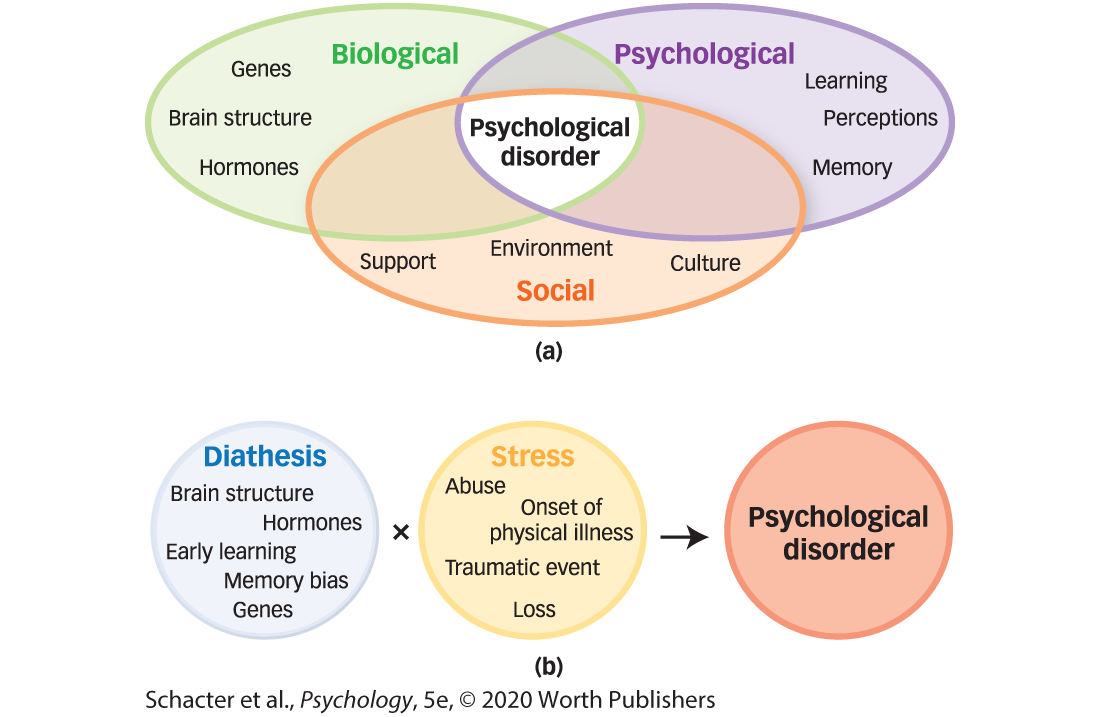 Biological
Genes
Brain structure
Hormones
Psychological
Learning
Perceptions
Memory
Psychological
disorder
Support
Environment
Culture
Social
(a)
Diathesis
Brain structure
Hormones
Early learning
Memory bias
Genes
×
Stress
Abuse
Onset of
physical illness
Traumatic event
Loss
Psychological
disorder
(b)
Schacter et al., Psychology, 5e, © 2020 Worth Publishers